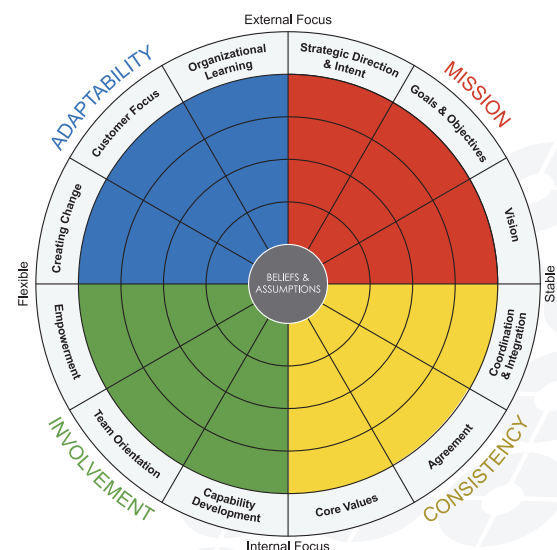 External Focus
ADAPTABILITY
MISSION
Organizational
Learning
Strategic Direction
& Intent
Customer Focus
Goals & Objectives
Creating Change
Vision
Flexible
BELIEFS &
ASSUMPTIONS
Stable
Empowerment
Coordination
& Integration
Team Orientation
Agreement
Capability
Development
Core Values
INVOLVEMENT
CONSISTENCY
Internal Focus